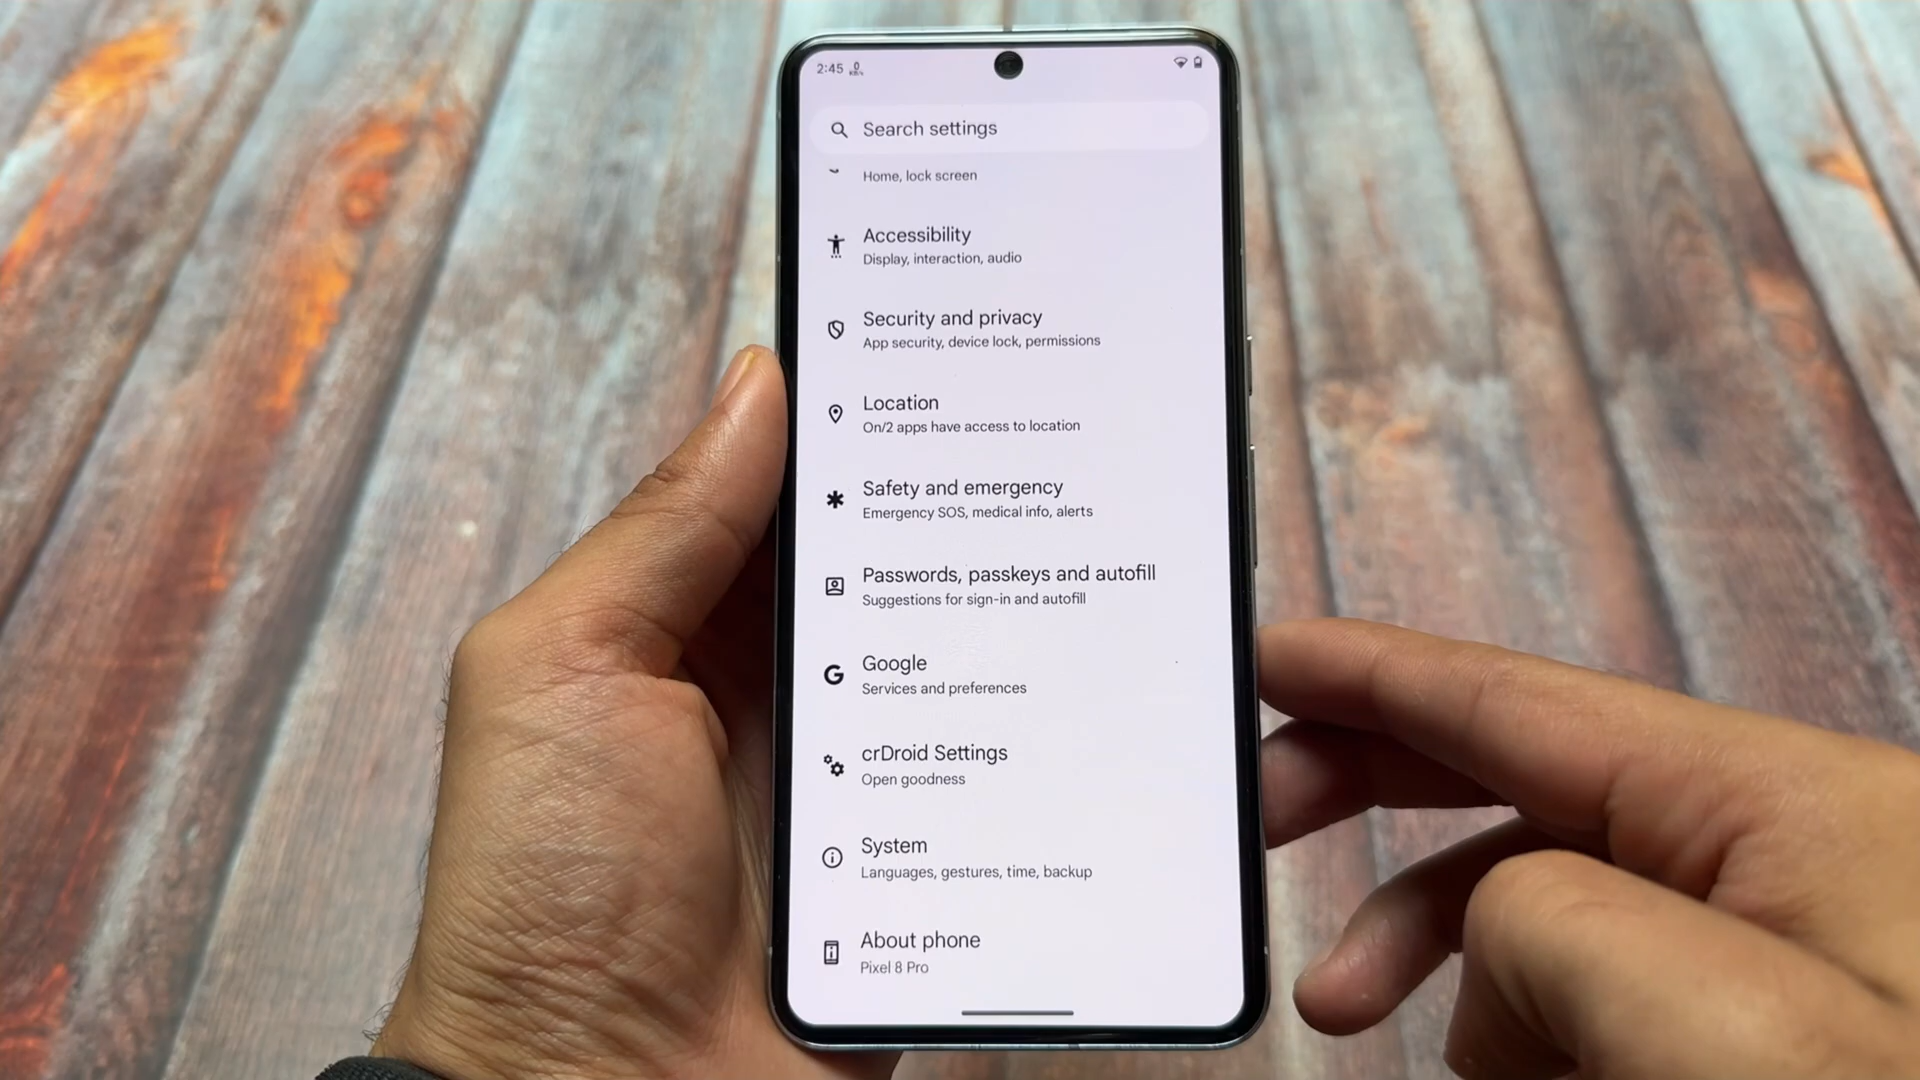 2:45 0 KB/s
Search settings
Home, lock screen
Accessibility
Display, interaction, audio
Security and privacy
App security, device lock, permissions
Location
On/2 apps have access to location
Safety and emergency
Emergency SOS, medical info, alerts
Passwords, passkeys and autofill
Suggestions for sign-in and autofill
Google
Services and preferences
crDroid Settings
Open goodness
System
Languages, gestures, time, backup
About phone
Pixel 8 Pro